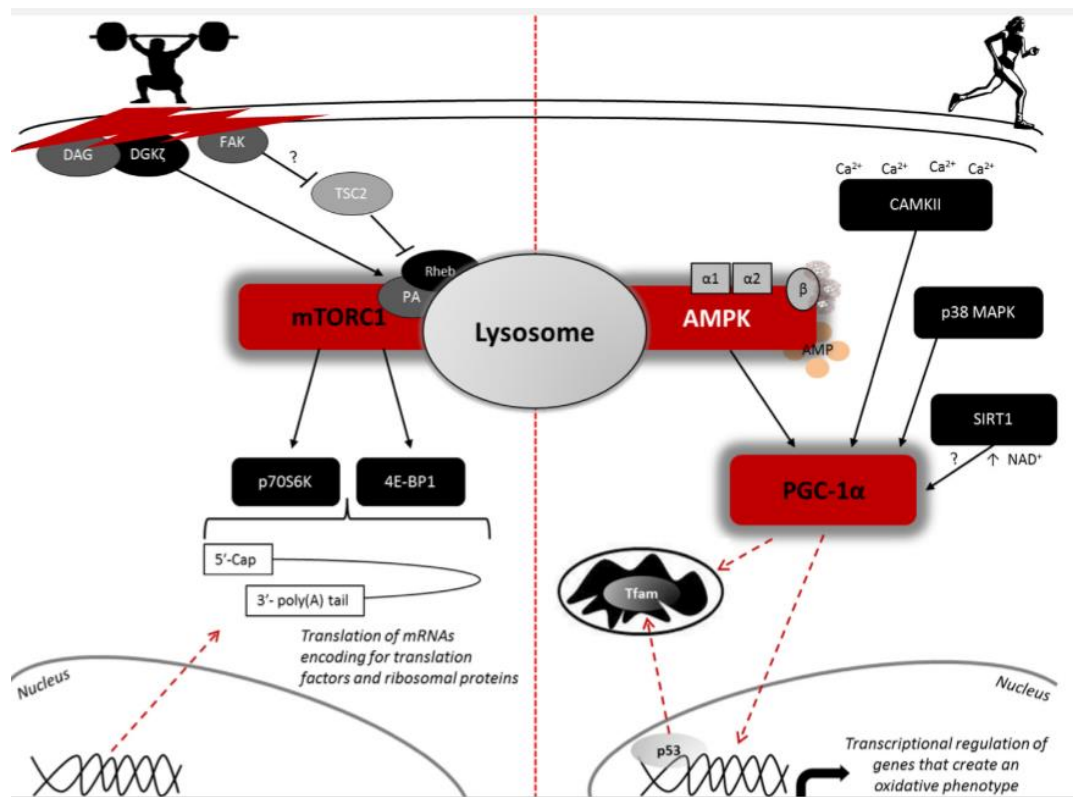 DAG
DGKζ
FAK
?
TSC2
Rheb
PA
mTORC1
Lysosome
p70S6K
4E-BP1
5'-Cap
3'- poly(A) tail
Translation of mRNAs
encoding for translation
factors and ribosomal proteins
Nucleus
Ca²⁺ Ca²⁺ Ca²⁺ Ca²⁺
CAMKII
α1 α2 β
AMPK
AMP
p38 MAPK
SIRT1
? ↑ NAD⁺
PGC-1α
Tfam
Nucleus
p53
Transcriptional regulation of
genes that create an
oxidative phenotype